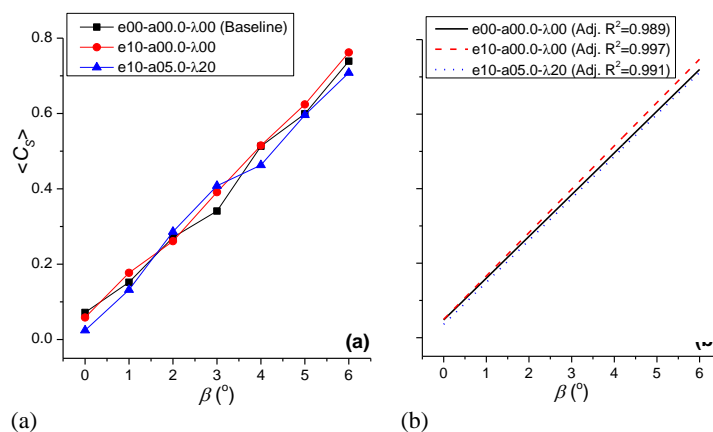 e00-a00.0-λ00 (Baseline)
e10-a00.0-λ00
e10-a05.0-λ20
0.8
0.6
0.4
0.2
0.0
<C_S>
(a)
0 1 2 3 4 5 6
β (°)
(a)
e00-a00.0-λ00 (Adj. R²=0.989)
e10-a00.0-λ00 (Adj. R²=0.997)
e10-a05.0-λ20 (Adj. R²=0.991)
0 1 2 3 4 5 6
β (°)
(b)